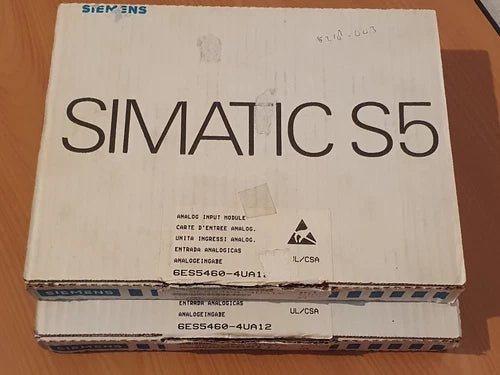 SIEMENS
8218-003
SIMATIC S5
ANALOG INPUT MODULE
CARTE D'ENTREE ANALOG.
UNITA INGRESSI ANALOG.
ENTRADA ANALOGICAS
ANALOGEINGABE UL/CSA
6ES5460-4UA1
SIEMENS
ENTRADA ANALOGICAS
ANALOGEINGABE UL/CSA
6ES5460-4UA12
SIEMENS